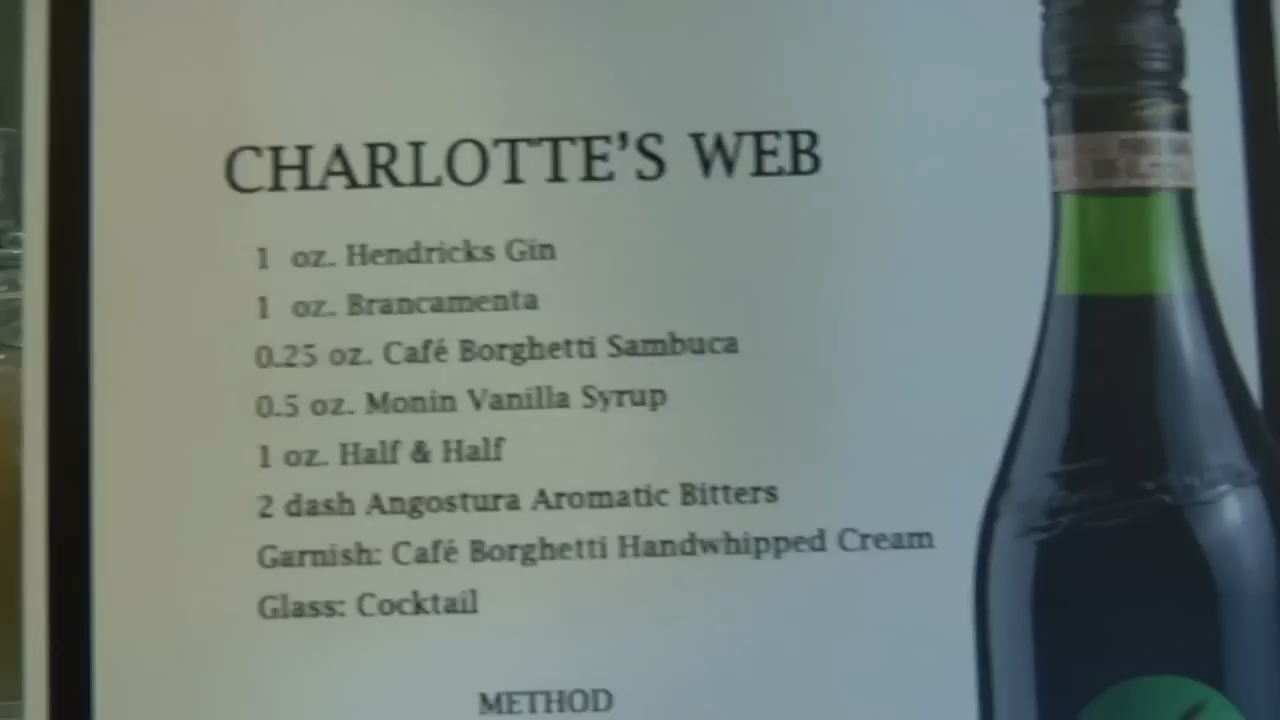 CHARLOTTE'S WEB
1 oz. Hendricks Gin
1 oz. Brancamenta
0.25 oz. Café Borghetti Sambuca
0.5 oz. Monin Vanilla Syrup
1 oz. Half & Half
2 dash Angostura Aromatic Bitters
Garnish: Café Borghetti Handwhipped Cream
Glass: Cocktail
METHOD